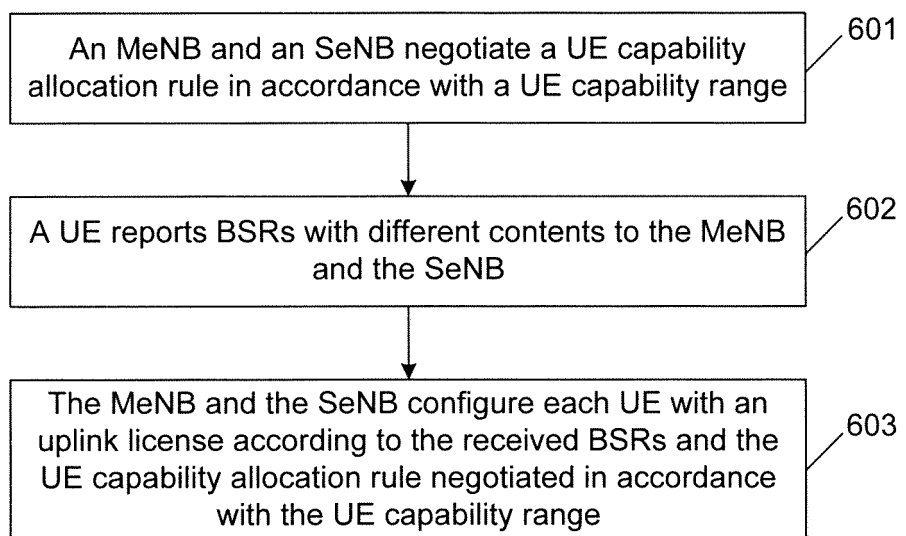 An MeNB and an SeNB negotiate a UE capability
allocation rule in accordance with a UE capability range
601
A UE reports BSRs with different contents to the MeNB
and the SeNB
602
The MeNB and the SeNB configure each UE with an
uplink license according to the received BSRs and the
UE capability allocation rule negotiated in accordance
with the UE capability range
603